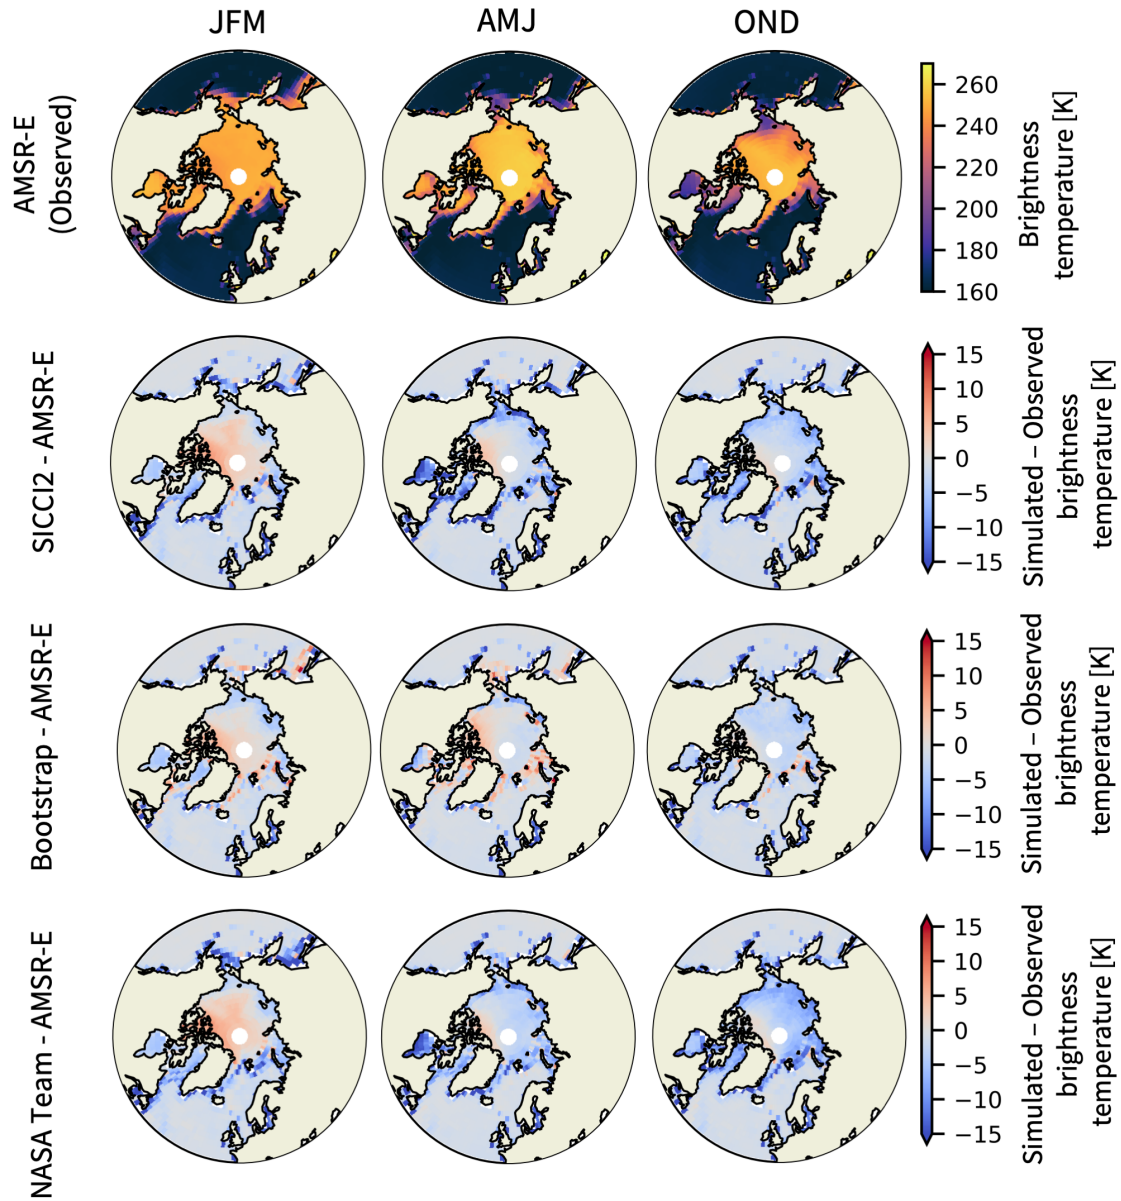 JFM AMJ OND
AMSR-E
(Observed)
260
240
220
200
180
160
Brightness
temperature [K]
SICCI2 - AMSR-E
15
10
5
0
−5
−10
−15
Simulated – Observed
brightness
temperature [K]
Bootstrap - AMSR-E
15
10
5
0
−5
−10
−15
Simulated – Observed
brightness
temperature [K]
NASA Team - AMSR-E
15
10
5
0
−5
−10
−15
Simulated – Observed
brightness
temperature [K]